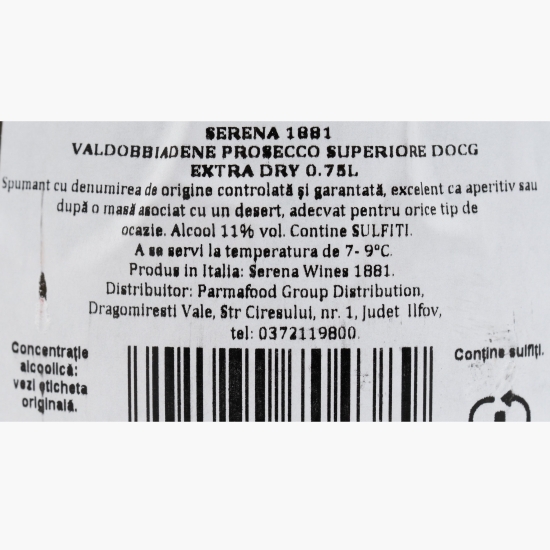 SERENA 1881
VALDOBBIADENE PROSECCO SUPERIORE DOCG
EXTRA DRY 0.75L
Spumant cu denumirea de origine controlată și garantată, excelent ca aperitiv sau
după o masă asociat cu un desert, adecvat pentru orice tip de
ocazie. Alcool 11% vol. Contine SULFITI.
A se servi la temperatura de 7- 9°C.
Produs in Italia: Serena Wines 1881.
Distribuitor: Parmafood Group Distribution,
Dragomiresti Vale, Str Ciresului, nr. 1, Judet Ilfov,
tel: 0372119800.
Concentrație
alcoolică:
vezi eticheta
originală.
Conține sulfiți.